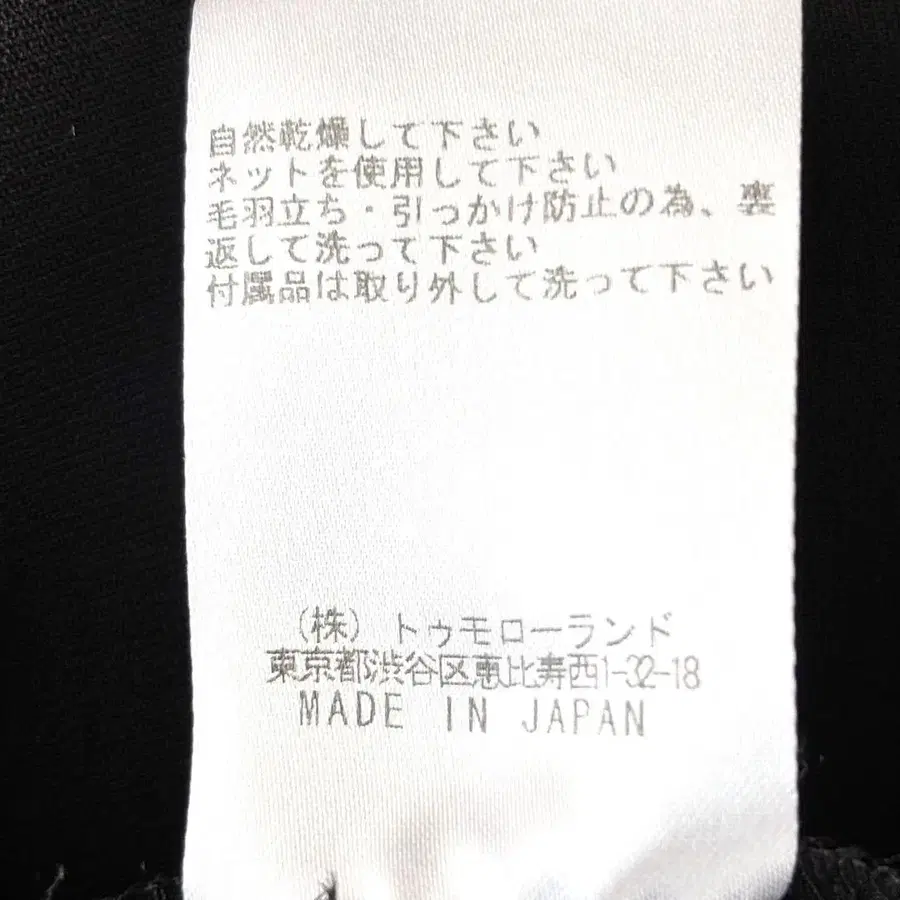 自然乾燥して下さい
ネットを使用して下さい
毛羽立ち・引っかけ防止の為、裏
返して洗って下さい
付属品は取り外して洗って下さい
(株)トゥモローランド
東京都渋谷区恵比寿西1-32-18
MADE IN JAPAN